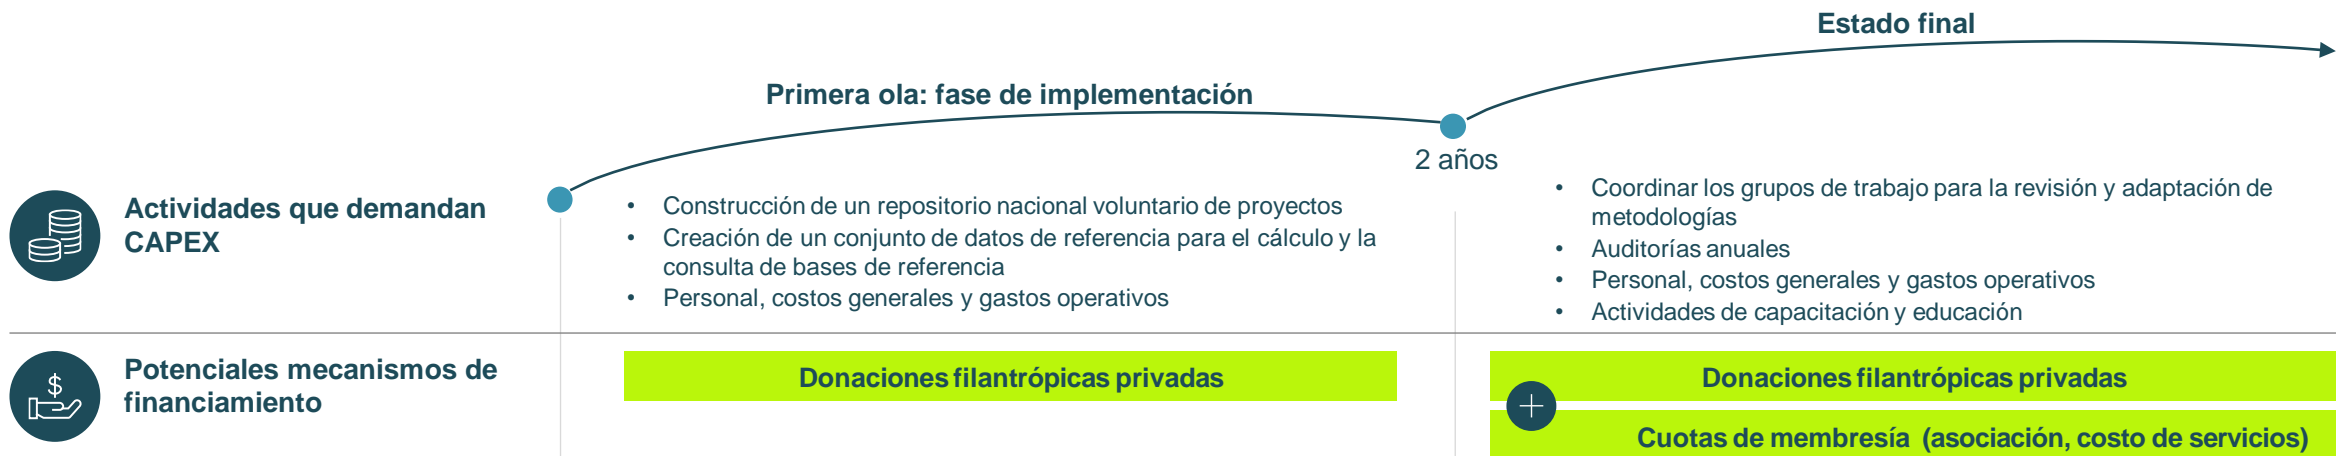 Estado final
Primera ola: fase de implementación
2 años
Actividades que demandan
CAPEX
• Construcción de un repositorio nacional voluntario de proyectos
• Creación de un conjunto de datos de referencia para el cálculo y la
consulta de bases de referencia
• Personal, costos generales y gastos operativos
• Coordinar los grupos de trabajo para la revisión y adaptación de
metodologías
• Auditorías anuales
• Personal, costos generales y gastos operativos
• Actividades de capacitación y educación
Potenciales mecanismos de
financiamiento
Donaciones filantrópicas privadas
Donaciones filantrópicas privadas
+
Cuotas de membresía (asociación, costo de servicios)